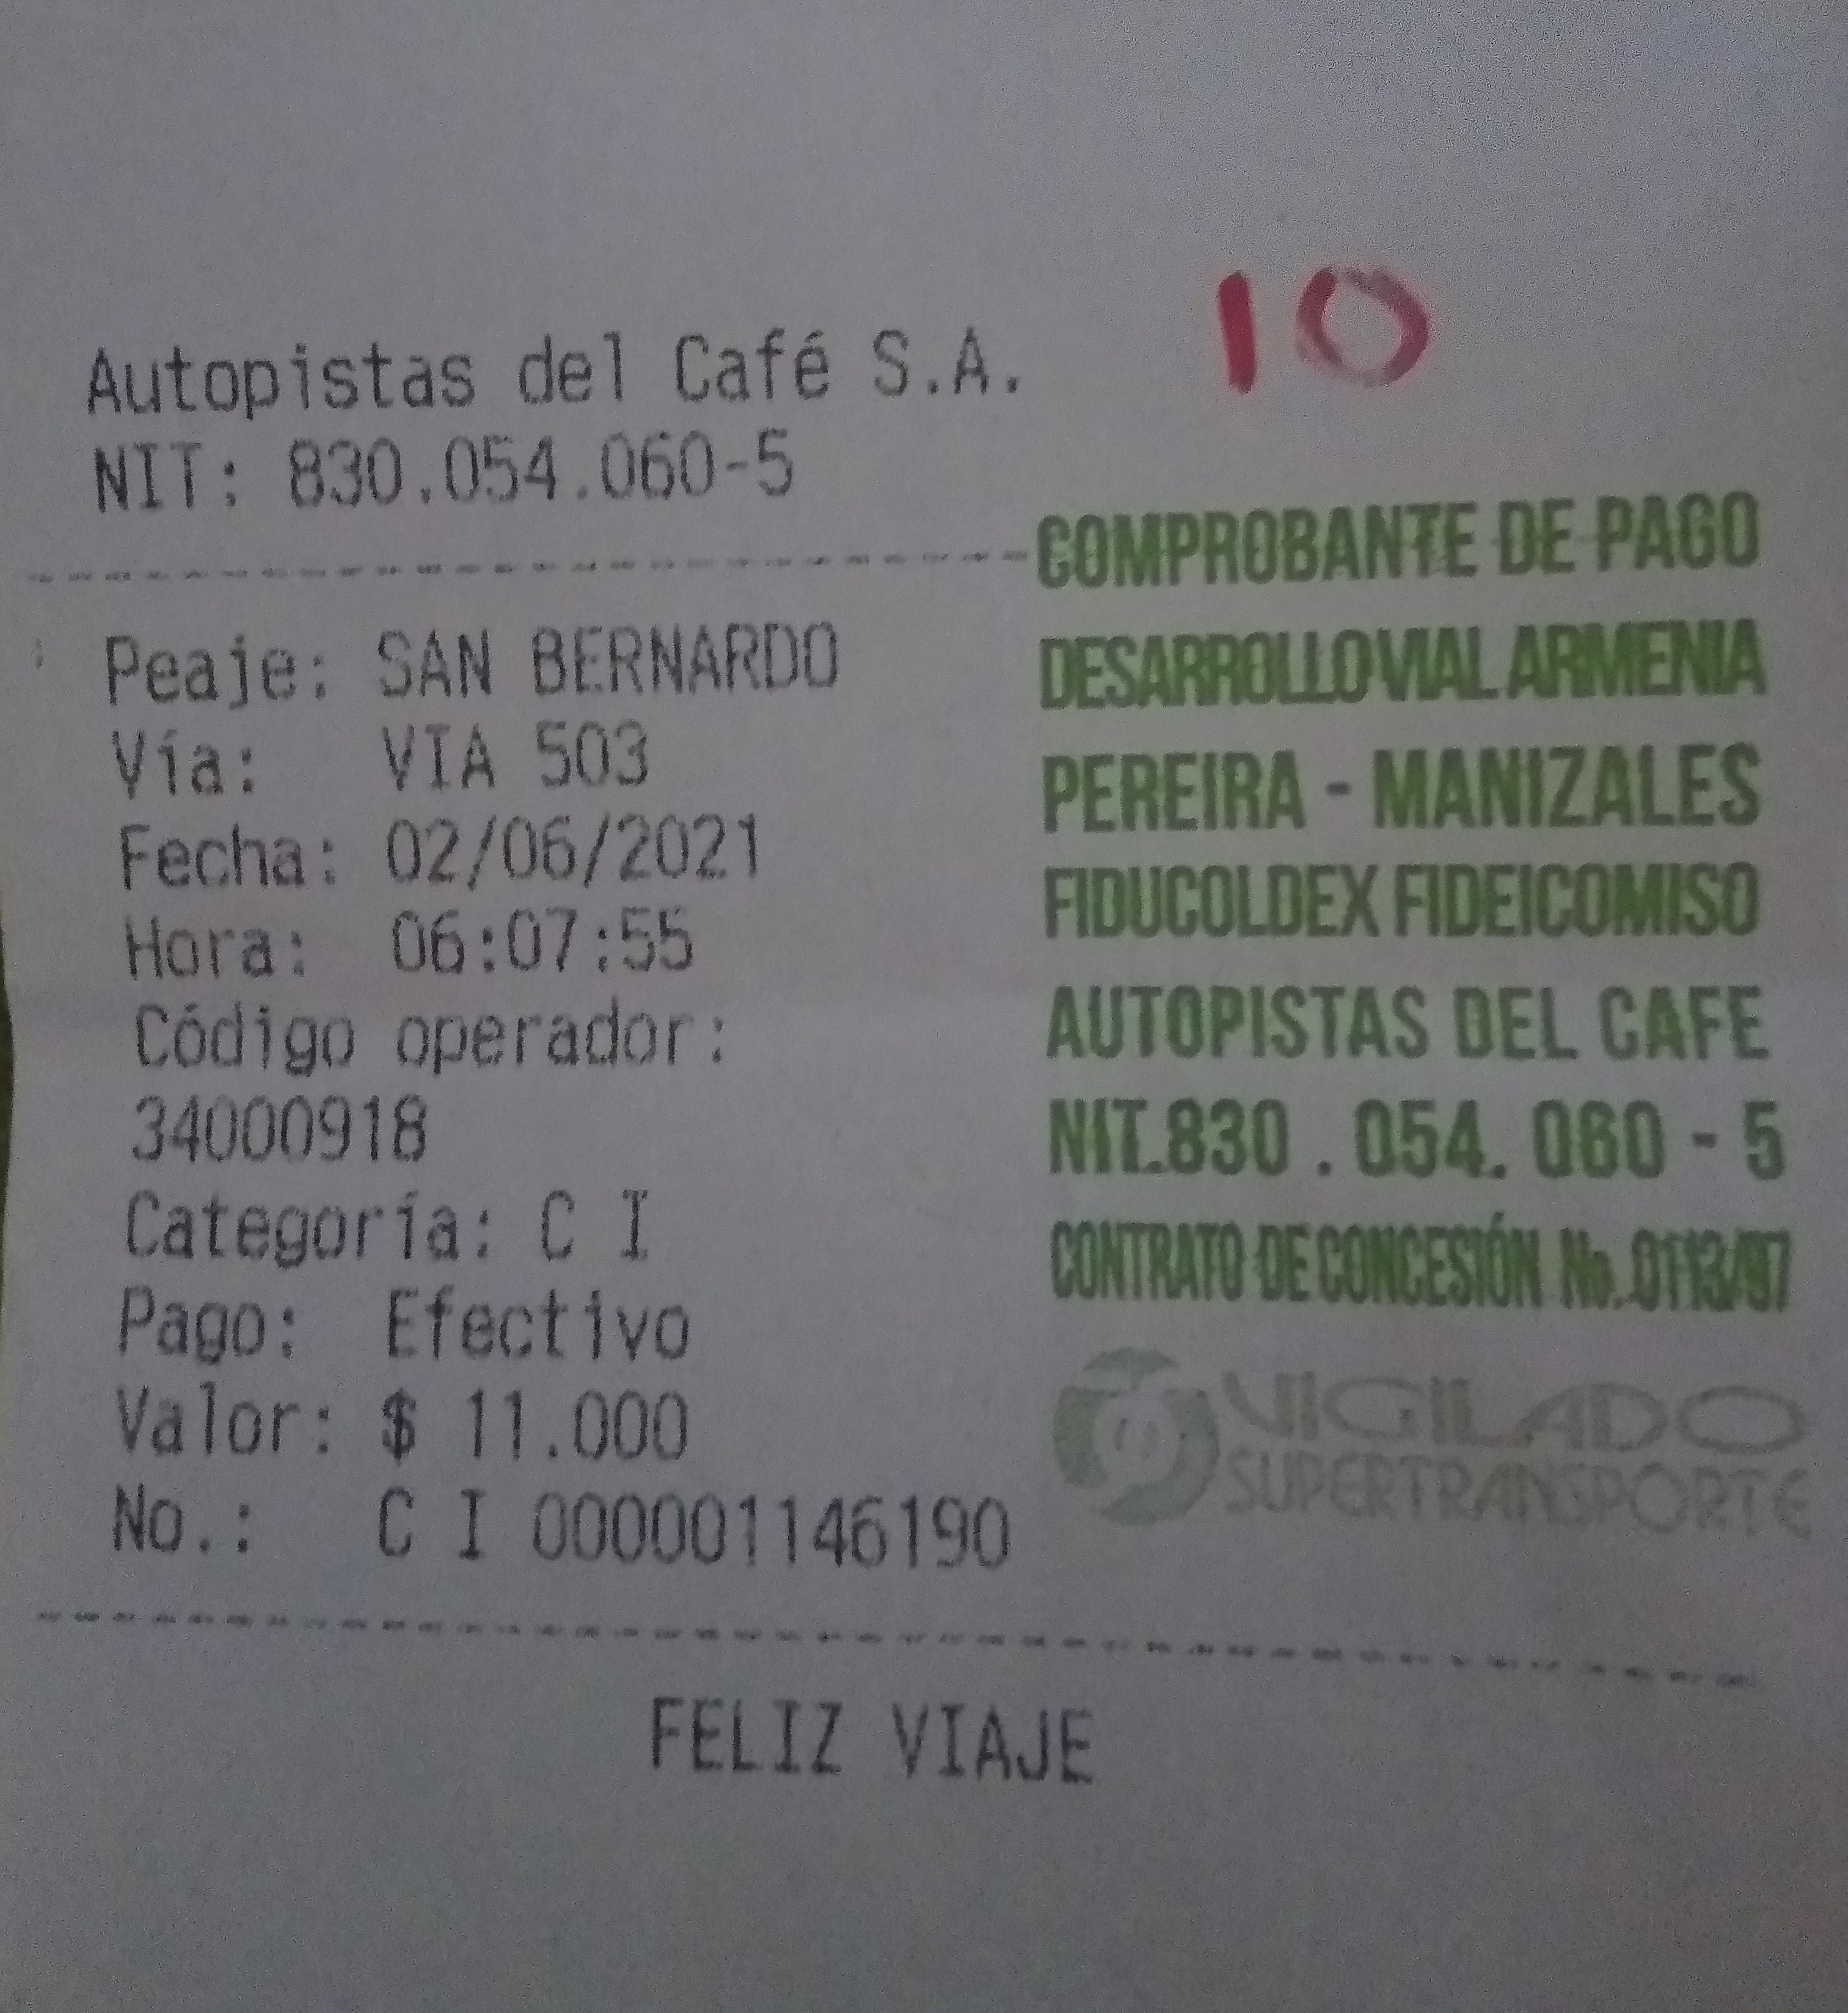 10
Autopistas del Café S.A.
NIT: 830.054.060-5
COMPROBANTE DE PAGO
DESARROLLO VIAL ARMENIA
PEREIRA - MANIZALES
FIDUCOLDEX FIDEICOMISO
AUTOPISTAS DEL CAFE
NIT.830 . 054. 060 - 5
CONTRATO DE CONCESIÓN No. 0113/97
VIGILADO
SUPERTRANSPORTE
Peaje: SAN BERNARDO
Vía: VIA 503
Fecha: 02/06/2021
Hora: 06:07:55
Código operador:
34000918
Categoría: C I
Pago: Efectivo
Valor: $ 11.000
No.: C I 000001146190
FELIZ VIAJE